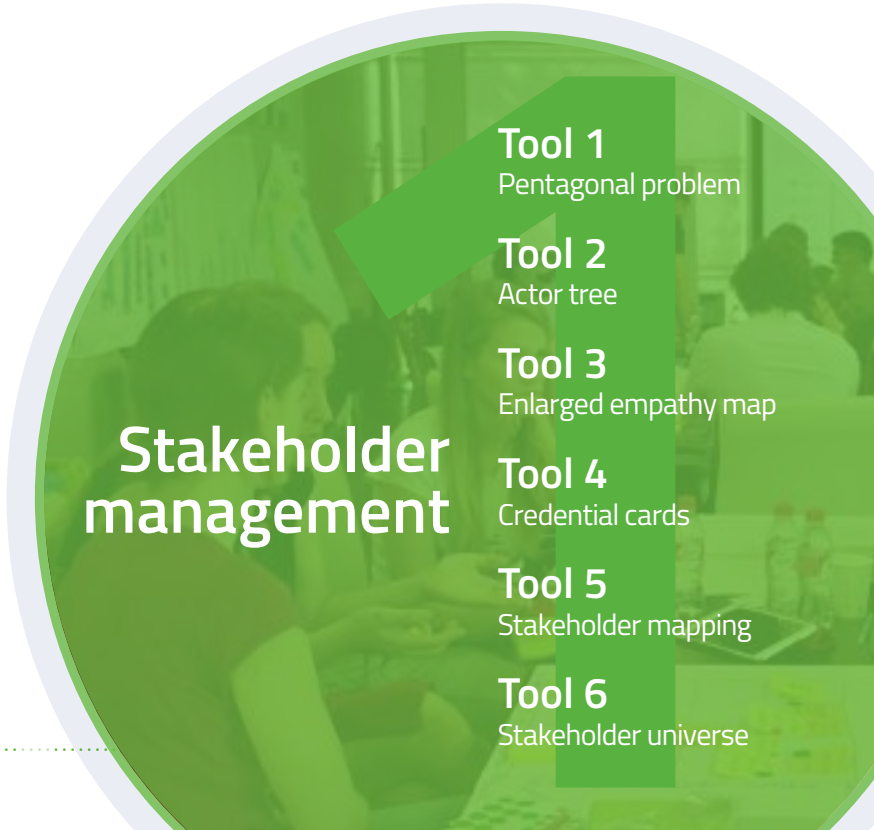 1
Stakeholder
management
Tool 1
Pentagonal problem
Tool 2
Actor tree
Tool 3
Enlarged empathy map
Tool 4
Credential cards
Tool 5
Stakeholder mapping
Tool 6
Stakeholder universe